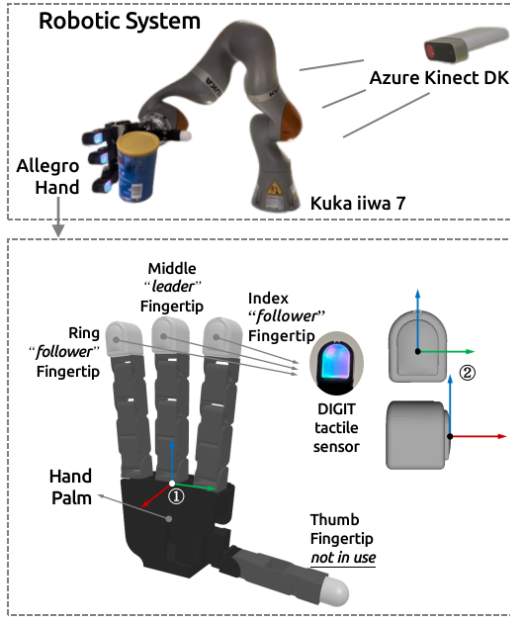 Robotic System
Azure Kinect DK
KUKA
Allegro
Hand
Kuka iiwa 7
Middle
“leader”
Fingertip
Index
“follower”
Fingertip
Ring
“follower”
Fingertip
②
DIGIT
tactile
sensor
Hand
Palm
①
Thumb
Fingertip
not in use